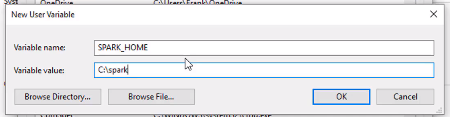 OneDrive
C:\Users\Frank\OneDrive
New User Variable
Variable name:
SPARK_HOME
Variable value:
C:\spark
Browse Directory...
Browse File...
OK
Cancel